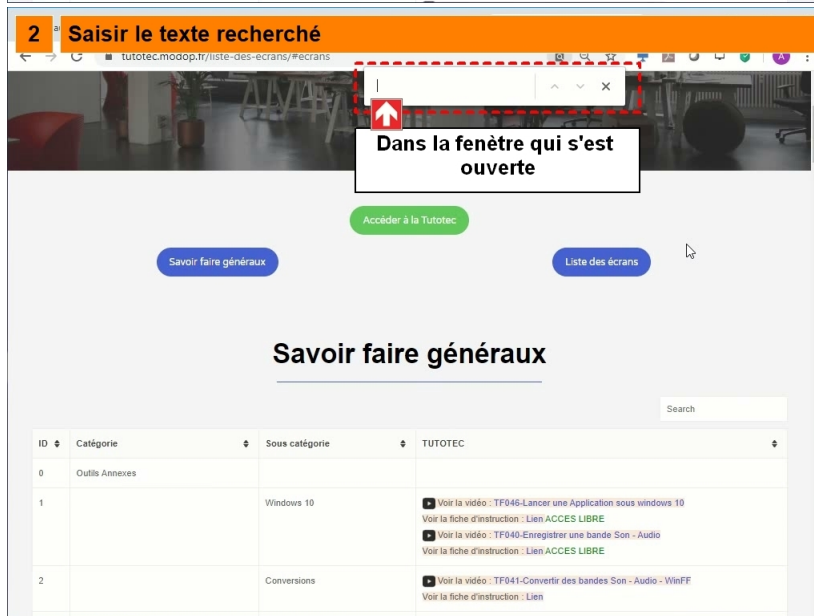 2 Saisir le texte recherché
tutotec.modop.fr/liste-des-ecrans/#ecrans
A
Dans la fenètre qui s'est
ouverte
Accéder à la Tutotec
Savoir faire généraux
Liste des écrans
Savoir faire généraux
Search
ID Catégorie Sous catégorie TUTOTEC
0 Outils Annexes
1 Windows 10 Voir la vidéo : TF046-Lancer une Application sous windows 10
Voir la fiche d'instruction : Lien ACCES LIBRE
Voir la vidéo : TF040-Enregistrer une bande Son - Audio
Voir la fiche d'instruction : Lien ACCES LIBRE
2 Conversions Voir la vidéo : TF041-Convertir des bandes Son - Audio - WinFF
Voir la fiche d'instruction : Lien